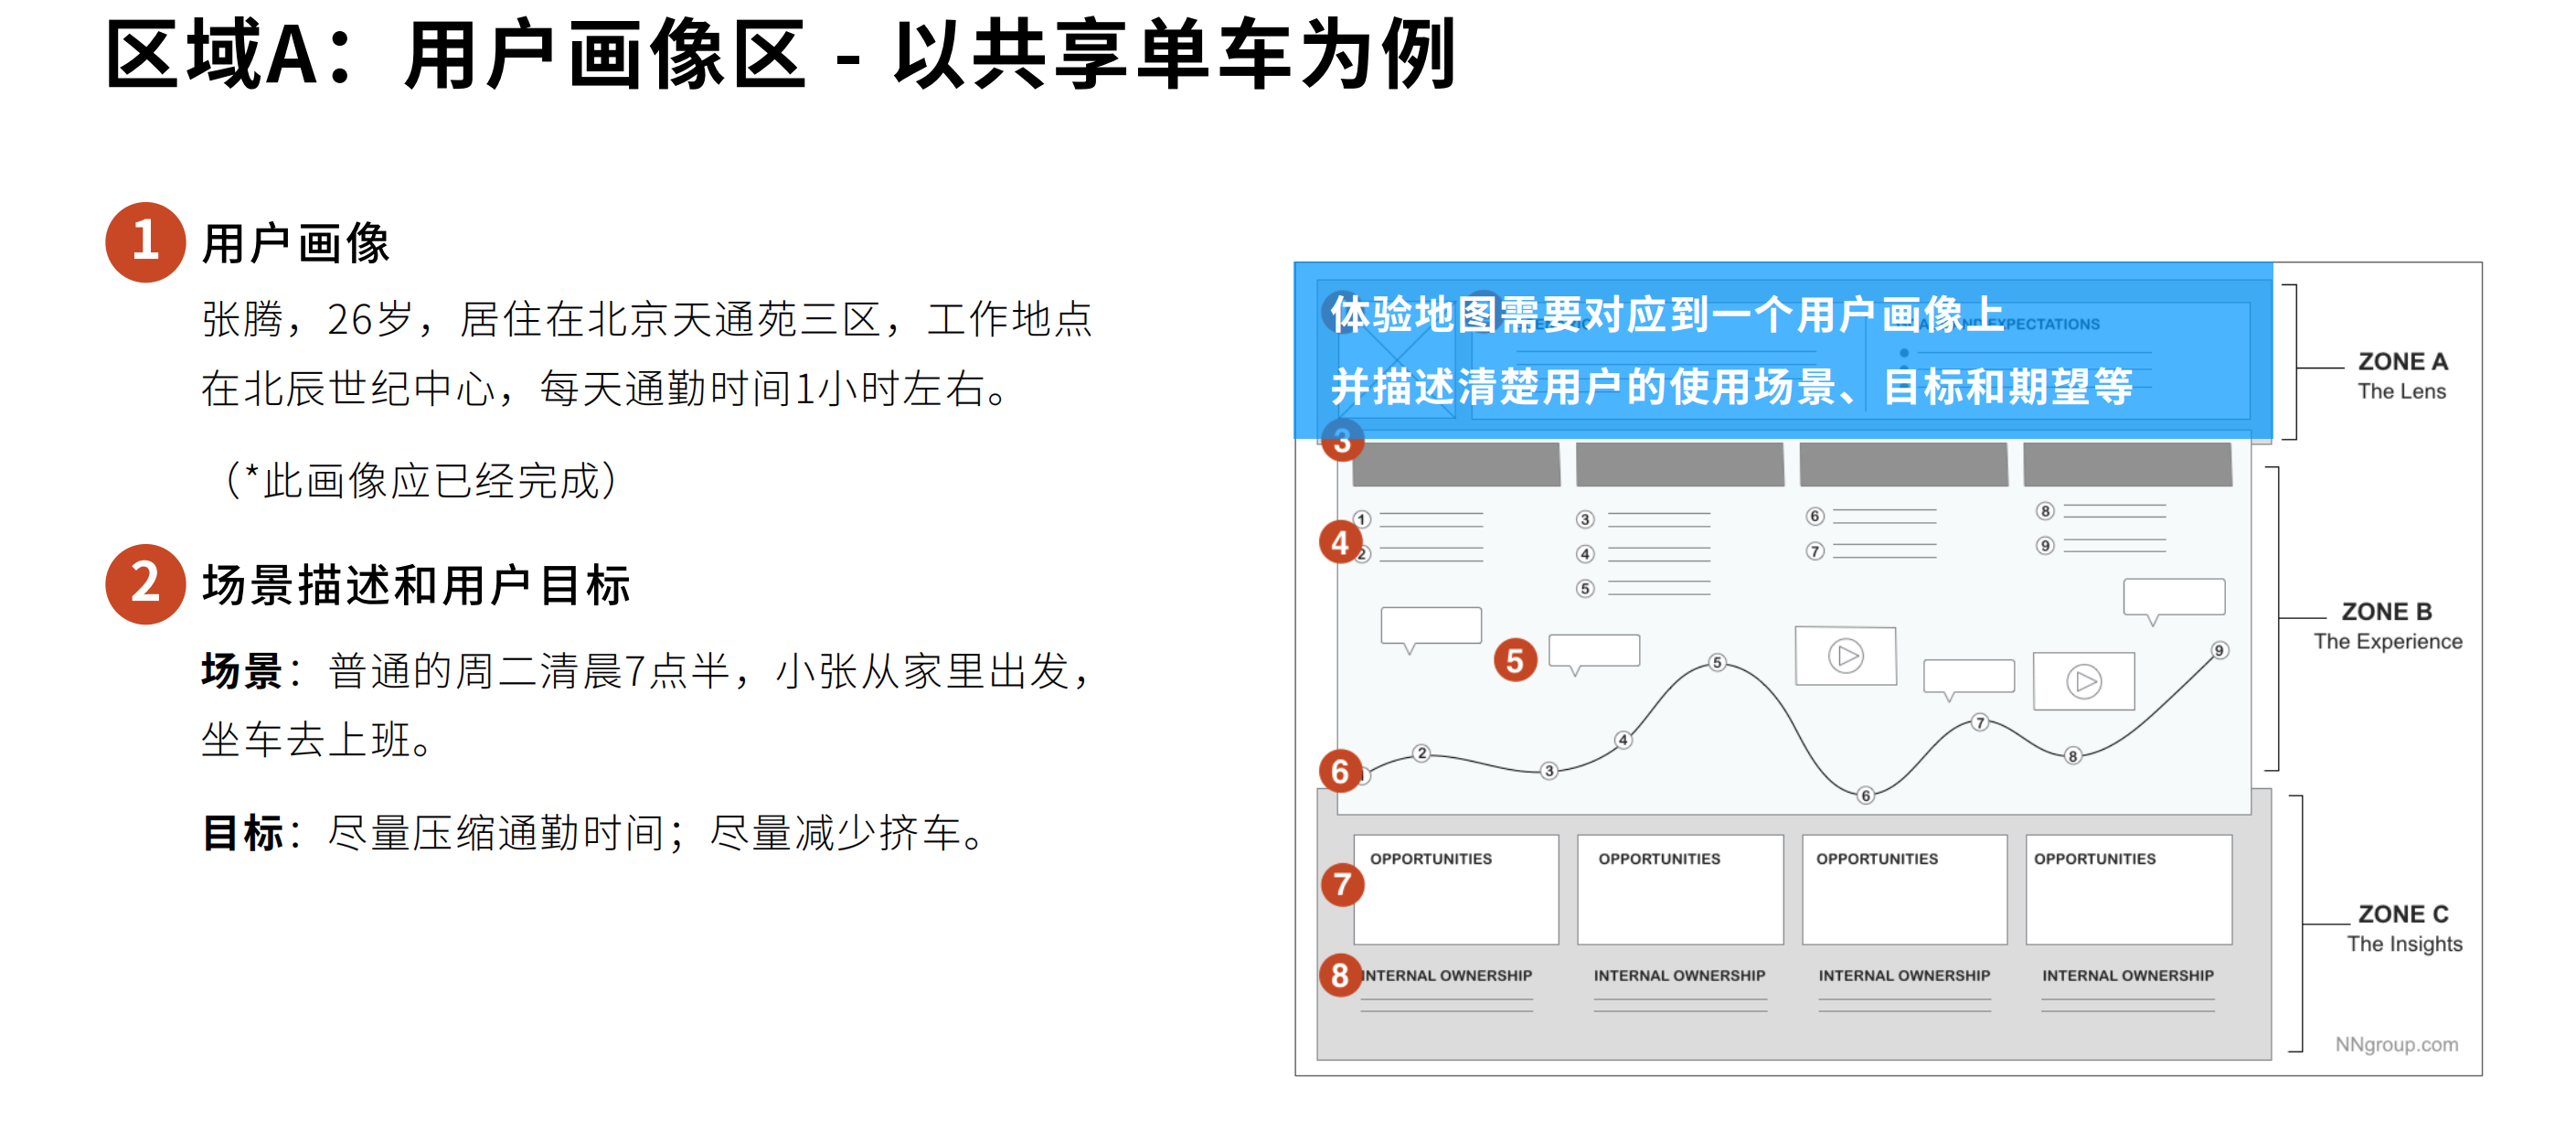 区域A：用户画像区 - 以共享单车为例
1 用户画像
张腾，26岁，居住在北京天通苑三区，工作地点
在北辰世纪中心，每天通勤时间1小时左右。
（*此画像应已经完成）
2 场景描述和用户目标
场景：普通的周二清晨7点半，小张从家里出发，
坐车去上班。
目标：尽量压缩通勤时间；尽量减少挤车。
体验地图需要对应到一个用户画像上
EXPECTATIONS
并描述清楚用户的使用场景、目标和期望等
ZONE A
The Lens
3
4
1
2
3
4
5
6
7
8
9
ZONE B
The Experience
5
6
2
3
4
5
6
7
8
9
7
OPPORTUNITIES
OPPORTUNITIES
OPPORTUNITIES
OPPORTUNITIES
ZONE C
The Insights
8
INTERNAL OWNERSHIP
INTERNAL OWNERSHIP
INTERNAL OWNERSHIP
INTERNAL OWNERSHIP
NNgroup.com